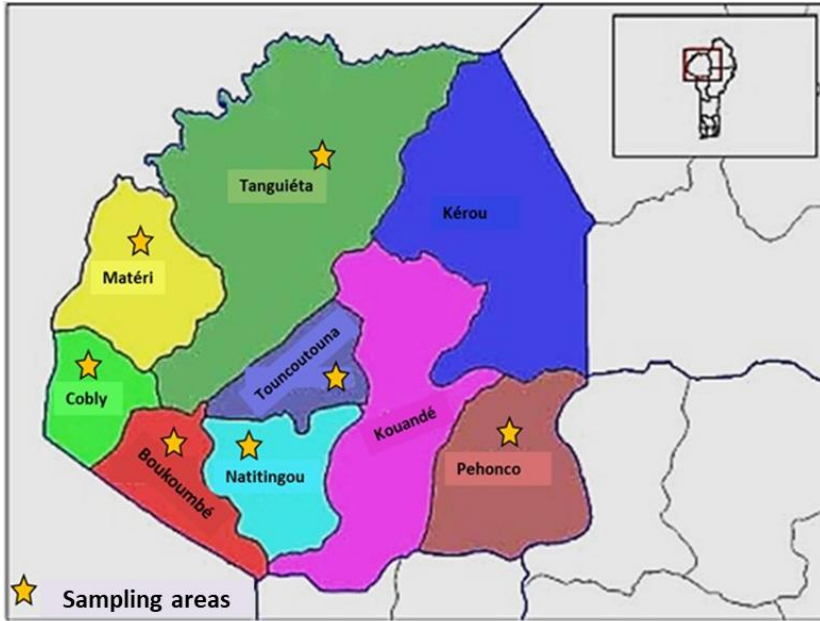 Tanguiéta
Kérou
Matéri
Touncoutouna
Cobly
Kouandé
Boukoumbé
Natitingou
Pehonco
Sampling areas